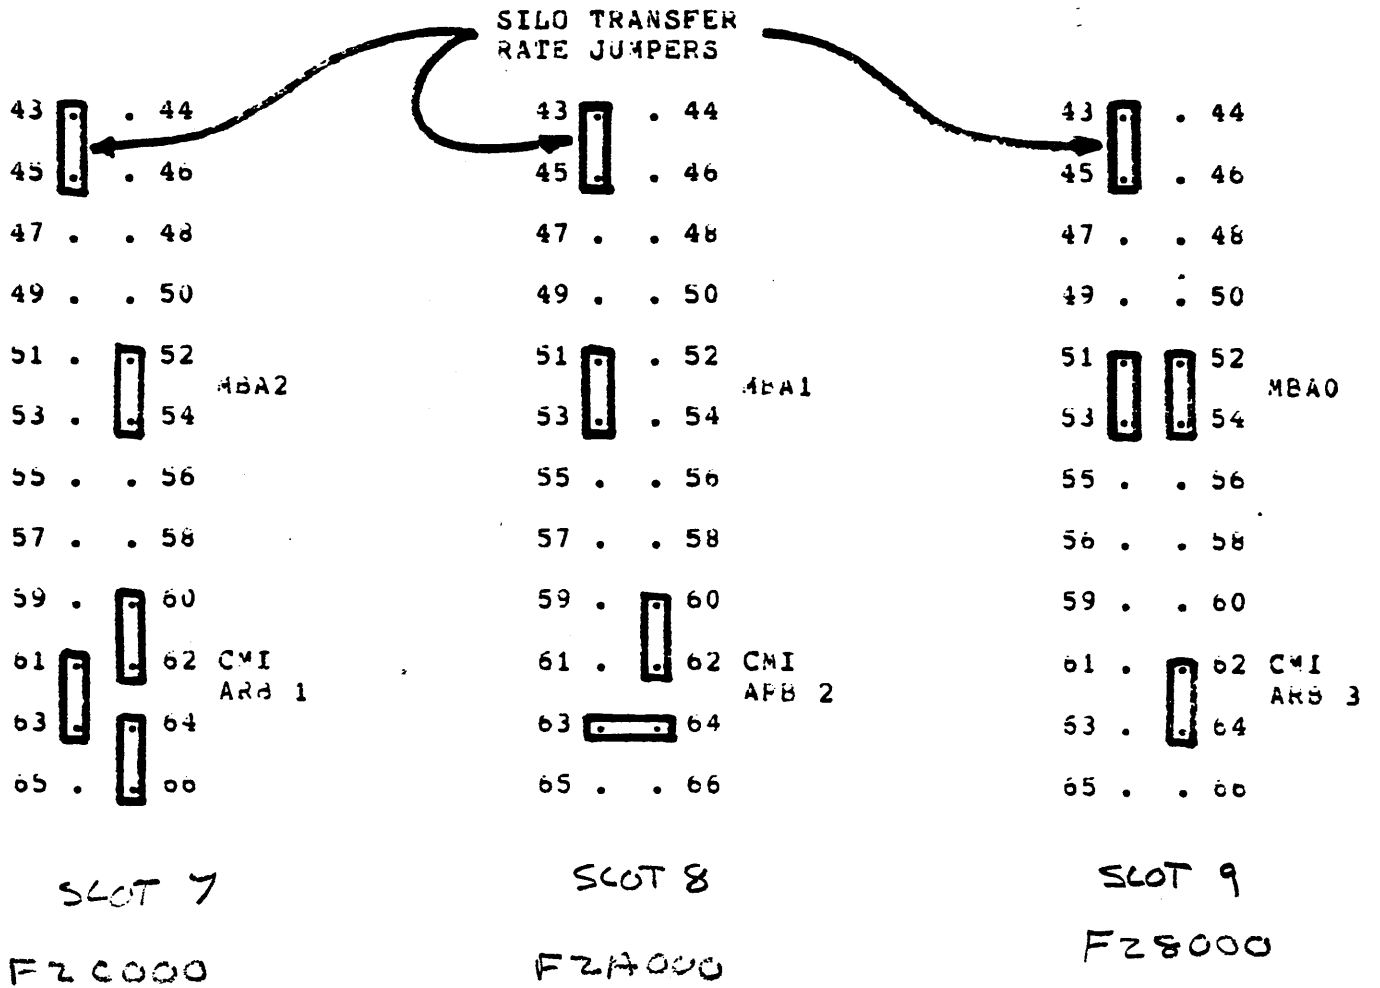 SILO TRANSFER
RATE JUMPERS
43 . 44 43 . 44 43 . 44
45 . 46 45 . 46 45 . 46
47 . . 48 47 . . 48 47 . . 48
49 . . 50 49 . . 50 49 . . 50
51 . 52 51 . 52 51 52
MBA2 MBA1 MBA0
53 . 54 53 . 54 53 54
55 . . 56 55 . . 56 55 . . 56
57 . . 58 57 . . 58 56 . . 58
59 . 60 59 . 60 59 . . 60
61 62 CMI 61 . 62 CMI 61 . 62 CMI
ARB 1 ARB 2 ARB 3
63 64 63 64 63 . 64
65 . 66 65 . . 66 65 . . 66
SLOT 7 SLOT 8 SLOT 9
F2C000 F2A000 F28000